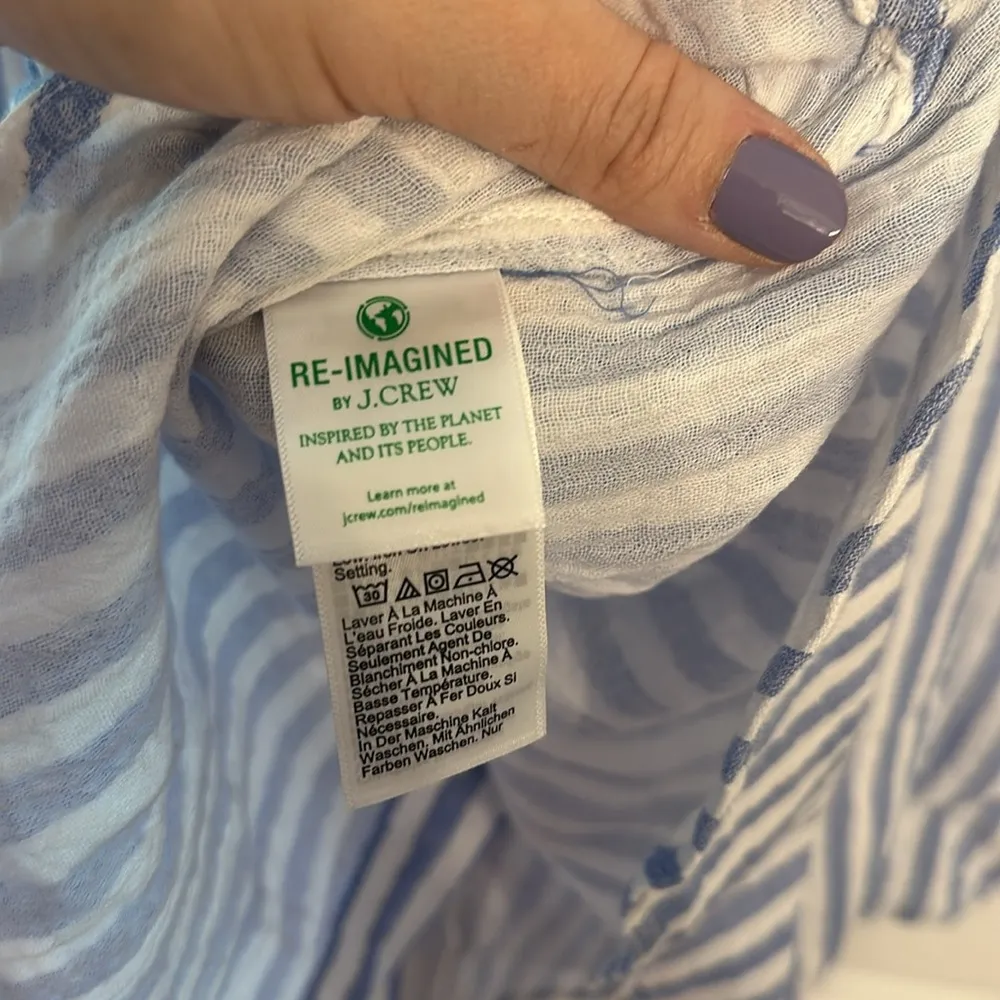 RE-IMAGINED
BY J.CREW
INSPIRED BY THE PLANET
AND ITS PEOPLE.
Learn more at
jcrew.com/reimagined
Setting.
30
Laver À La Machine À
L'eau Froide. Laver En
Séparant Les Couleurs.
Seulement Agent De
Blanchiment Non-chlore.
Sécher À La Machine À
Basse Température.
Repasser À Fer Doux Si
Nécessaire.
In Der Maschine Kalt
Waschen, Mit Ähnlichen
Farben Waschen. Nur